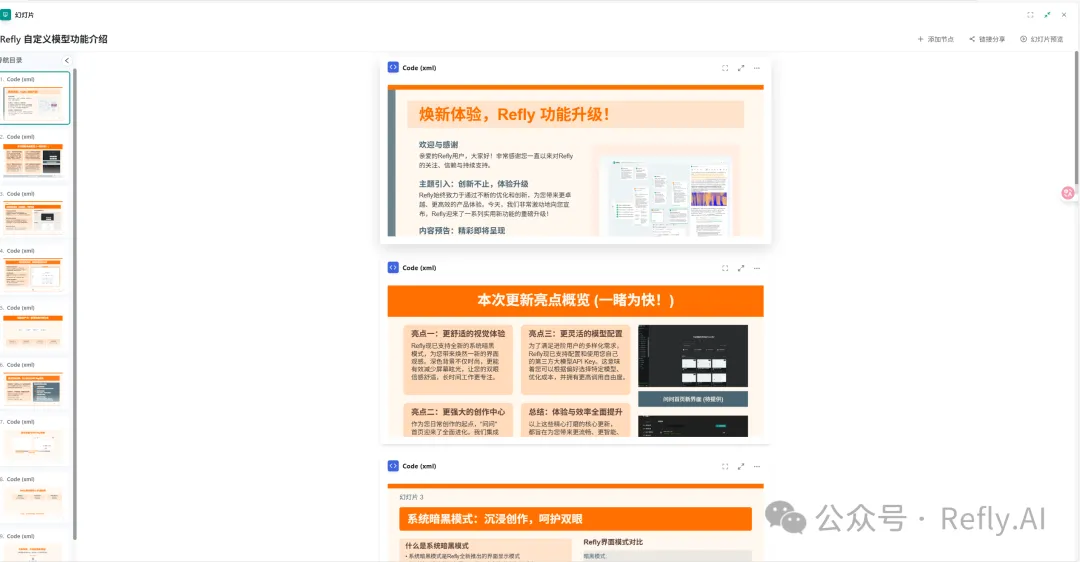 幻灯片
Refly 自定义模型功能介绍
添加节点
链接分享
幻灯片预览
导航目录
1. Code (xml)
2. Code (xml)
3. Code (xml)
4. Code (xml)
5. Code (xml)
6. Code (xml)
7. Code (xml)
8. Code (xml)
9. Code (xml)
Code (xml)
焕新体验，Refly 功能升级！
欢迎与感谢
亲爱的Refly用户，大家好！非常感谢您一直以来对Refly
的关注、信赖与持续支持。
主题引入：创新不止，体验升级
Refly始终致力于通过不断的优化和创新，为您带来更卓
越、更高效的产品体验。今天，我们非常激动地向您宣
布，Refly迎来了一系列实用新功能的重磅升级！
内容预告：精彩即将呈现
Code (xml)
本次更新亮点概览 (一睹为快！)
亮点一：更舒适的视觉体验
Refly现已支持全新的系统暗黑
模式，为您带来焕然一新的界面
观感。深色背景不仅时尚，更能
有效减少屏幕眩光，让您的双眼
倍感舒适，长时间工作更专注。
亮点三：更灵活的模型配置
为了满足进阶用户的多样化需求，
Refly现已支持配置和使用您自己
的第三方大模型API Key。这意味
着您可以根据偏好选择特定模型、
优化成本，并拥有更高调用自由度。
问问首页新界面 (待提供)
亮点二：更强大的创作中心
作为您日常创作的起点，"问问"
首页迎来了全面进化。我们集成
总结：体验与效率全面提升
以上这些精心打磨的核心更新，
都旨在为您带来更流畅、更智能、
Code (xml)
幻灯片 3
系统暗黑模式：沉浸创作，呵护双眼
什么是系统暗黑模式
• 系统暗黑模式是Refly全新推出的界面显示模式
Refly界面模式对比
暗黑模式
公众号 · Refly.AI